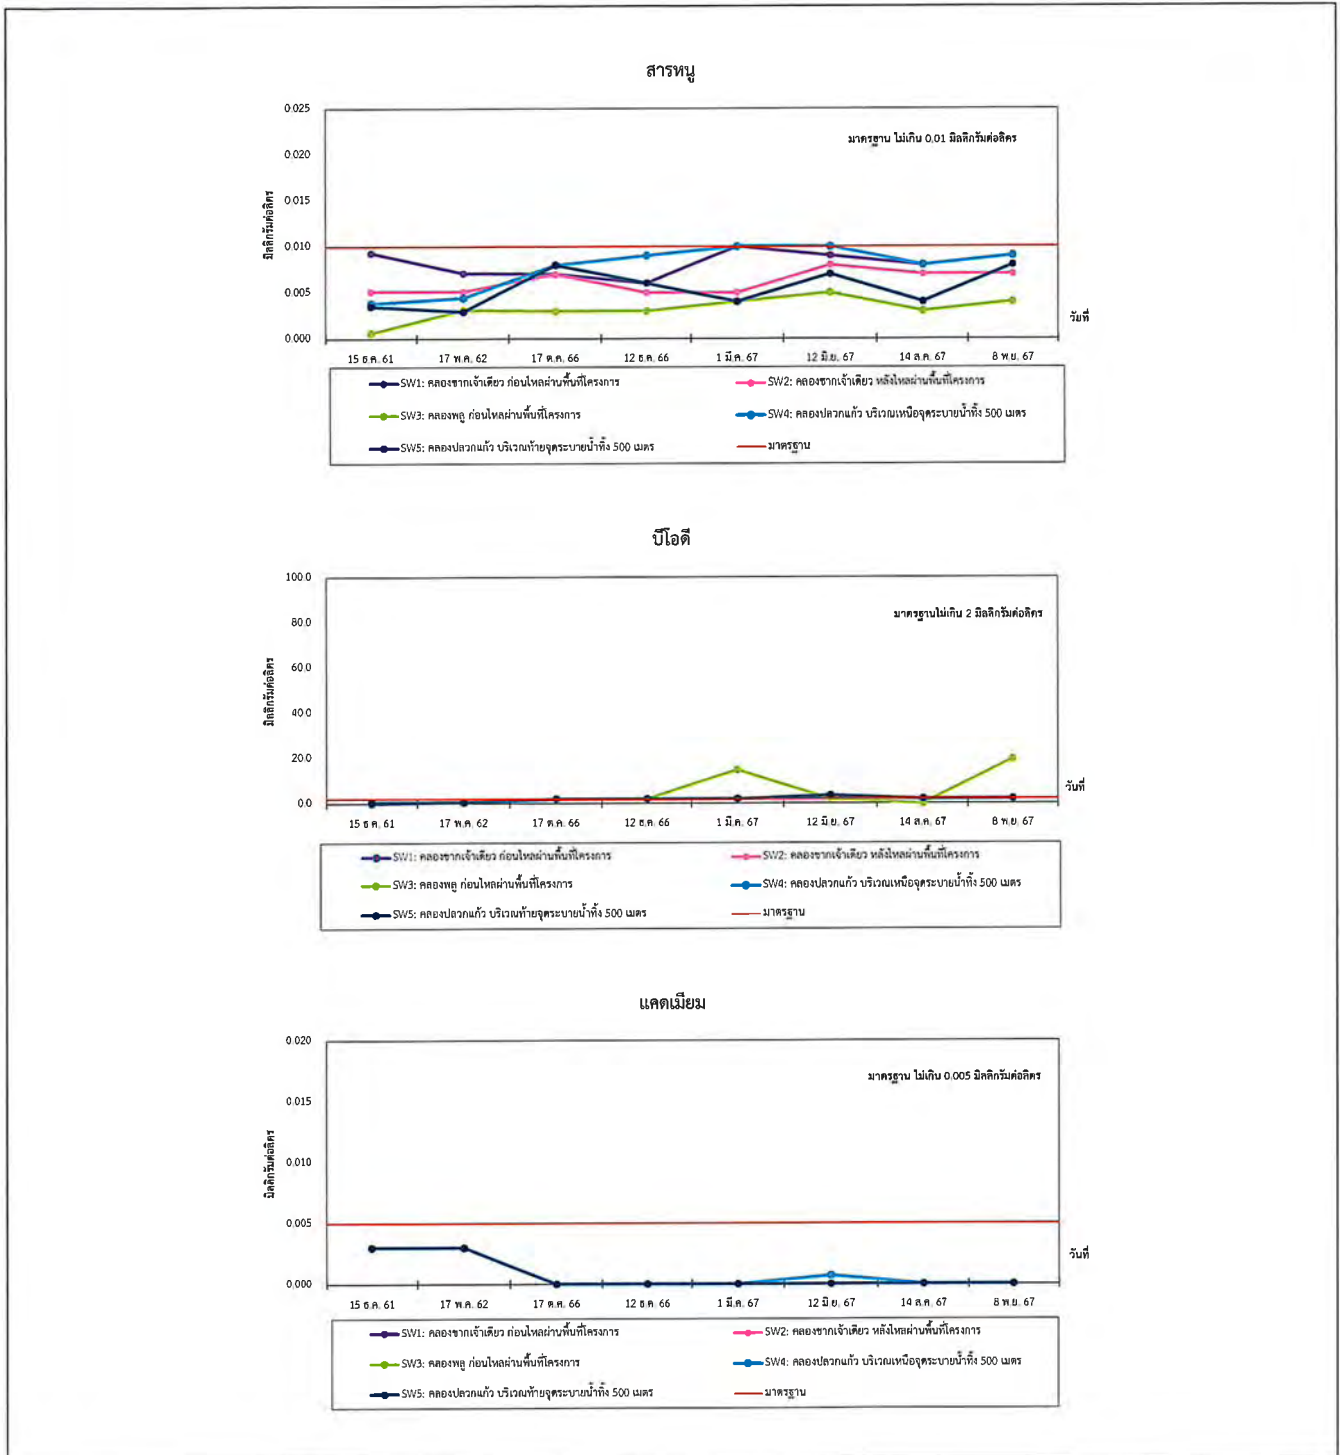 สารหนู
0.025
มาตรฐาน ไม่เกิน 0.01 มิลลิกรัมต่อลิตร
0.020
0.015
มิลลิกรัมต่อลิตร
0.010
0.005
วันที่
0.000
15 ธ.ค. 61 17 พ.ค. 62 17 ต.ค. 66 12 ธ.ค. 66 1 มี.ค. 67 12 มิ.ย. 67 14 ส.ค. 67 8 พ.ย. 67
SW1: คลองชากเจ้าเดียว ก่อนไหลผ่านพื้นที่โครงการ SW2: คลองชากเจ้าเดียว หลังไหลผ่านพื้นที่โครงการ
SW3: คลองพลู ก่อนไหลผ่านพื้นที่โครงการ SW4: คลองปลวกแก้ว บริเวณเหนือจุดระบายน้ำทิ้ง 500 เมตร
SW5: คลองปลวกแก้ว บริเวณท้ายจุดระบายน้ำทิ้ง 500 เมตร มาตรฐาน
บีโอดี
100.0
มาตรฐานไม่เกิน 2 มิลลิกรัมต่อลิตร
80.0
60.0
มิลลิกรัมต่อลิตร
40.0
20.0
วันที่
0.0
15 ธ.ค. 61 17 พ.ค. 62 17 ต.ค. 66 12 ธ.ค. 66 1 มี.ค. 67 12 มิ.ย. 67 14 ส.ค. 67 8 พ.ย. 67
SW1: คลองชากเจ้าเดียว ก่อนไหลผ่านพื้นที่โครงการ SW2: คลองชากเจ้าเดียว หลังไหลผ่านพื้นที่โครงการ
SW3: คลองพลู ก่อนไหลผ่านพื้นที่โครงการ SW4: คลองปลวกแก้ว บริเวณเหนือจุดระบายน้ำทิ้ง 500 เมตร
SW5: คลองปลวกแก้ว บริเวณท้ายจุดระบายน้ำทิ้ง 500 เมตร มาตรฐาน
แคดเมียม
0.020
มาตรฐาน ไม่เกิน 0.005 มิลลิกรัมต่อลิตร
0.015
มิลลิกรัมต่อลิตร
0.010
0.005
วันที่
0.000
15 ธ.ค. 61 17 พ.ค. 62 17 ต.ค. 66 12 ธ.ค. 66 1 มี.ค. 67 12 มิ.ย. 67 14 ส.ค. 67 8 พ.ย. 67
SW1: คลองชากเจ้าเดียว ก่อนไหลผ่านพื้นที่โครงการ SW2: คลองชากเจ้าเดียว หลังไหลผ่านพื้นที่โครงการ
SW3: คลองพลู ก่อนไหลผ่านพื้นที่โครงการ SW4: คลองปลวกแก้ว บริเวณเหนือจุดระบายน้ำทิ้ง 500 เมตร
SW5: คลองปลวกแก้ว บริเวณท้ายจุดระบายน้ำทิ้ง 500 เมตร มาตรฐาน